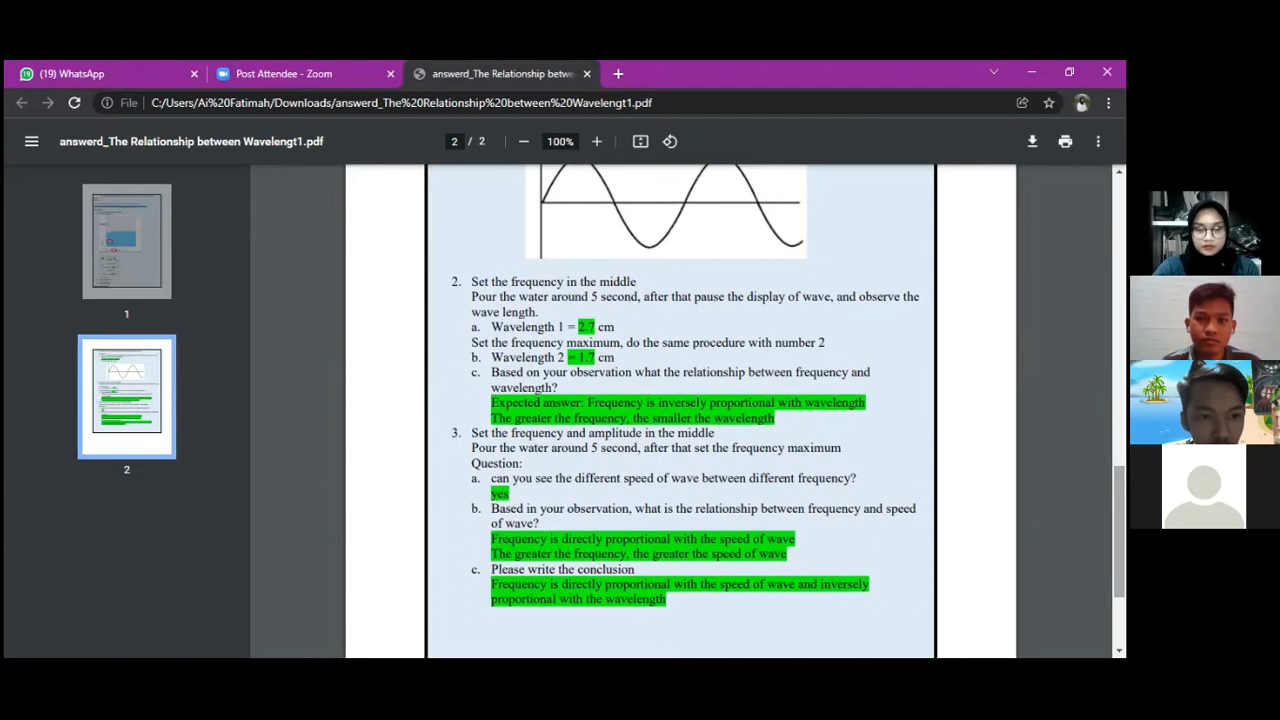 (19) WhatsApp
Post Attendee - Zoom
answerd_The Relationship betwe
File
C:/Users/Ai%20Fatimah/Downloads/answerd_The%20Relationship%20between%20Wavelengt1.pdf
answerd_The Relationship between Wavelengt1.pdf
2 / 2
100%
1
2
2. Set the frequency in the middle
Pour the water around 5 second, after that pause the display of wave, and observe the
wave length.
a. Wavelength 1 = 2.7 cm
Set the frequency maximum, do the same procedure with number 2
b. Wavelength 2 = 1.7 cm
c. Based on your observation what the relationship between frequency and
wavelength?
Expected answer: Frequency is inversely proportional with wavelength
The greater the frequency, the smaller the wavelength
3. Set the frequency and amplitude in the middle
Pour the water around 5 second, after that set the frequency maximum
Question:
a. can you see the different speed of wave between different frequency?
yes
b. Based in your observation, what is the relationship between frequency and speed
of wave?
Frequency is directly proportional with the speed of wave
The greater the frequency, the greater the speed of wave
c. Please write the conclusion
Frequency is directly proportional with the speed of wave and inversely
proportional with the wavelength